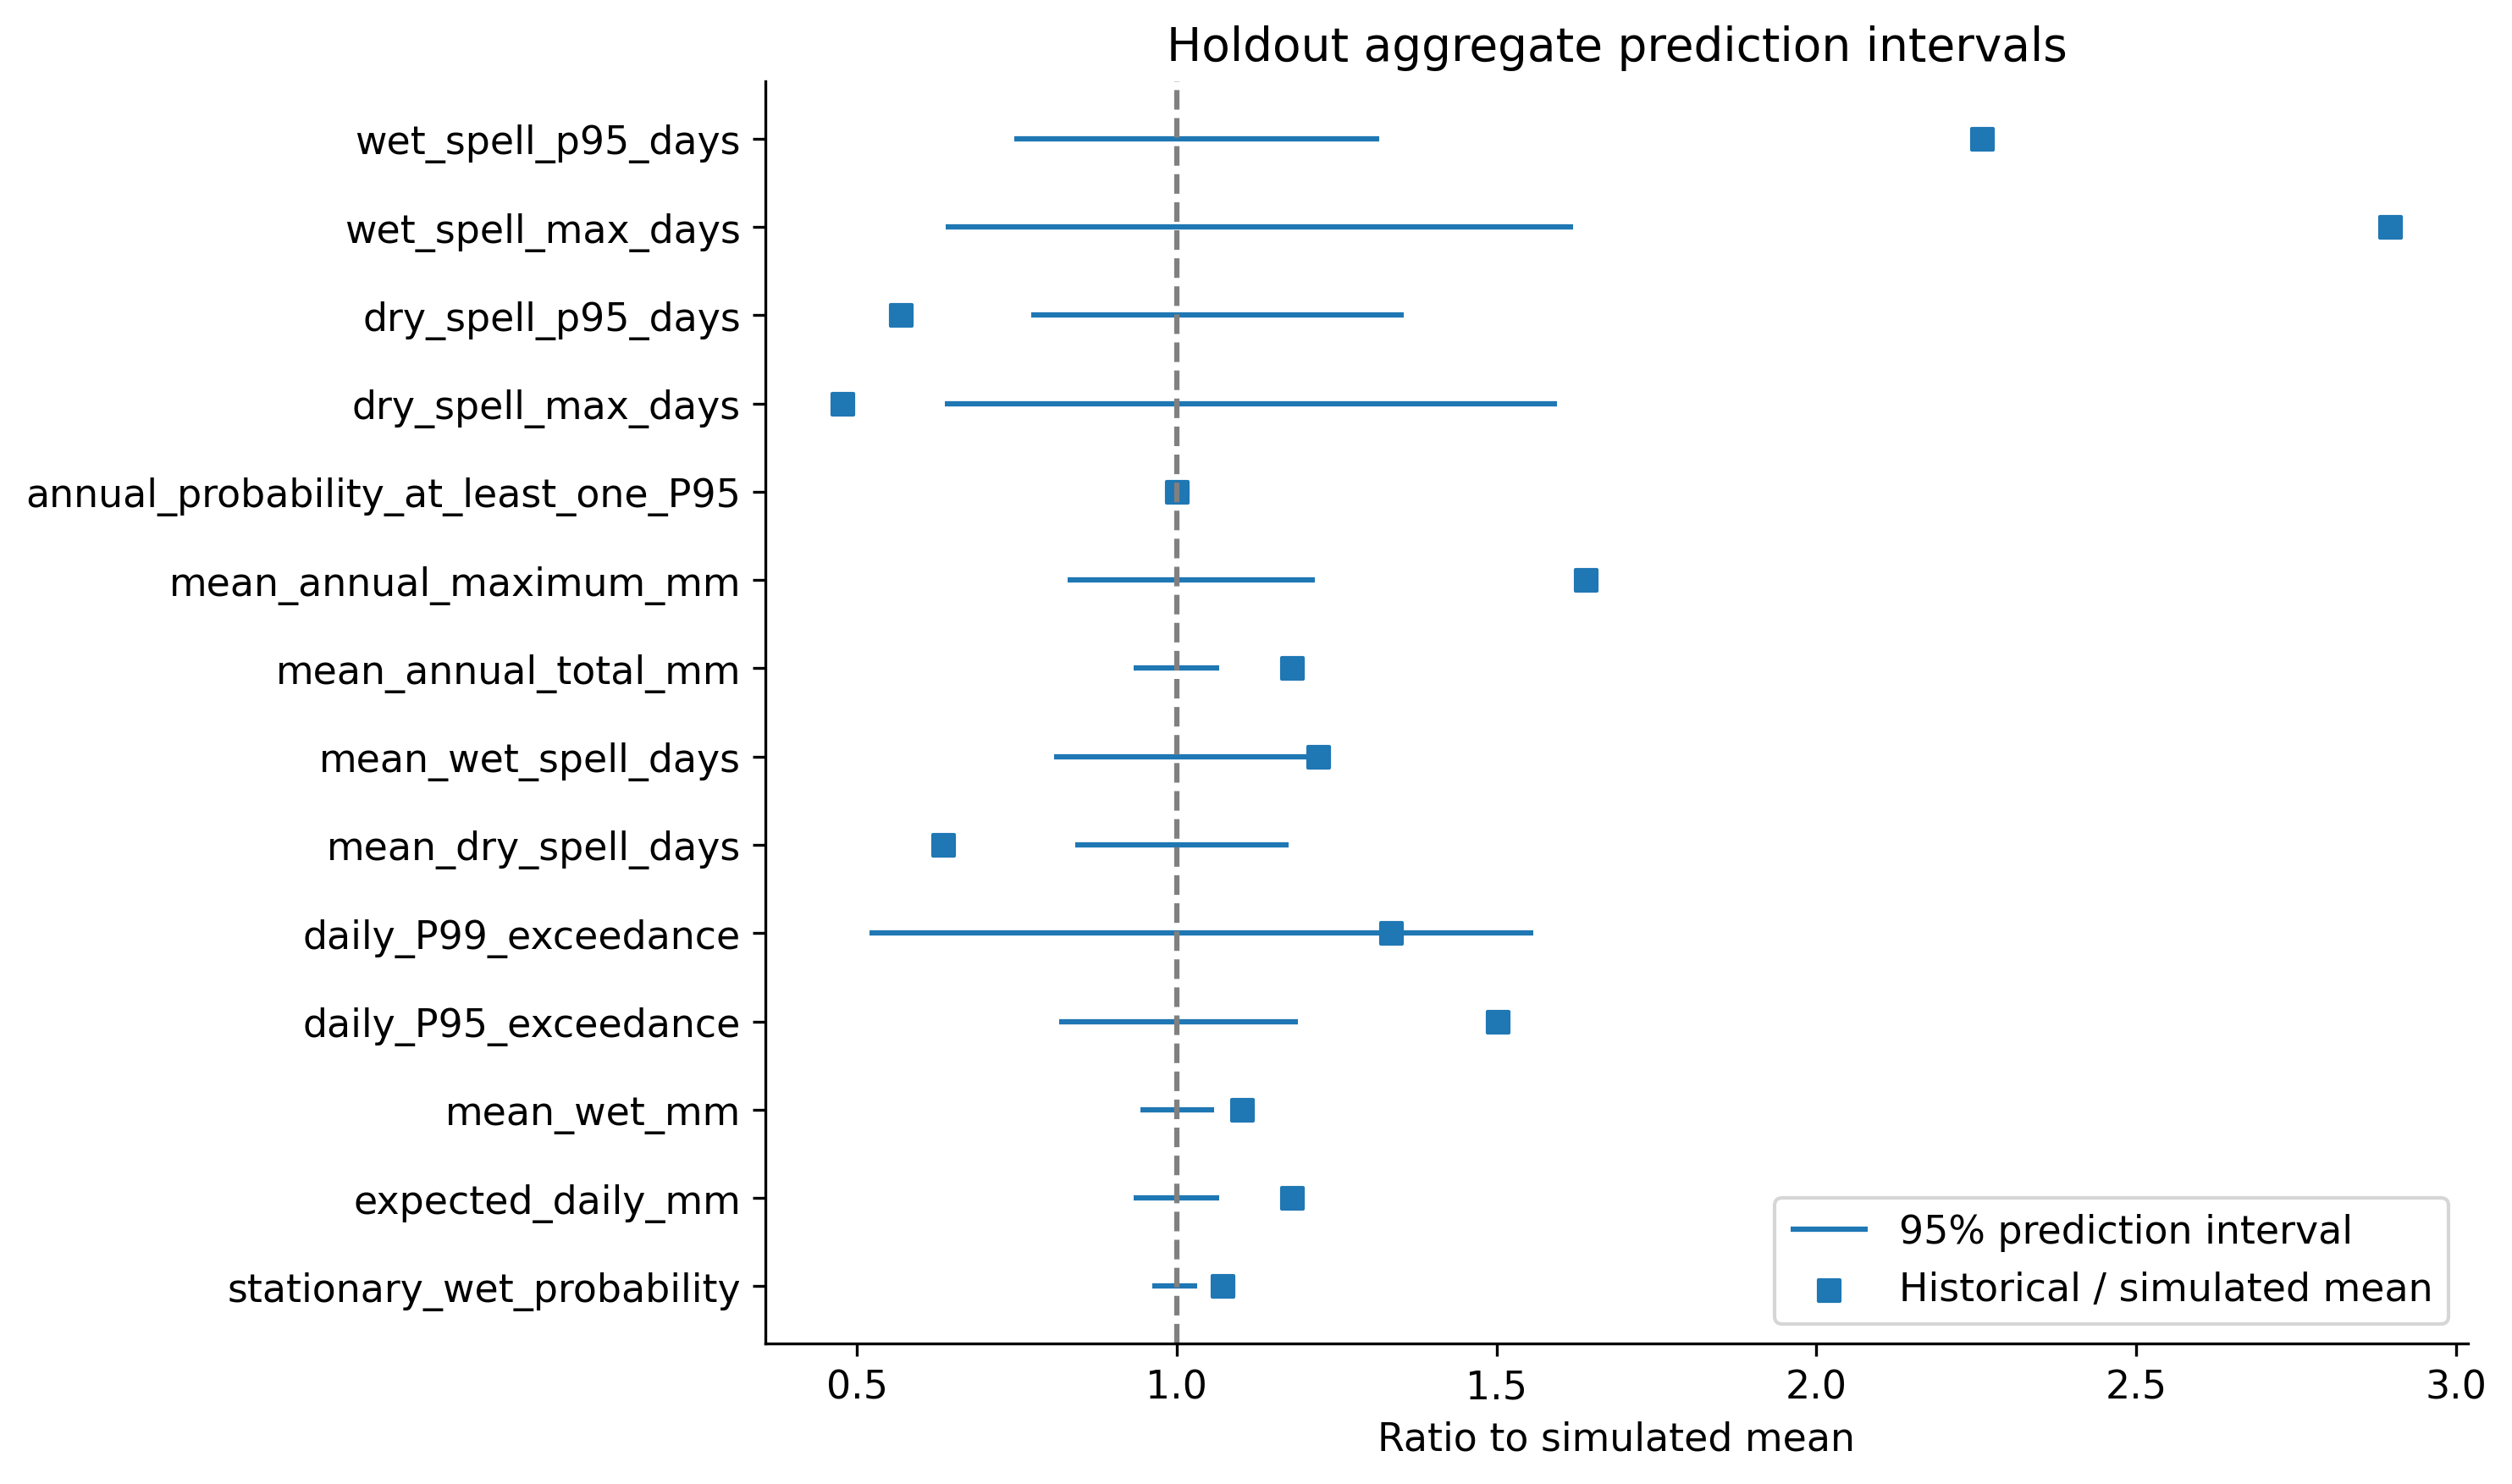 Holdout aggregate prediction intervals
wet_spell_p95_days
wet_spell_max_days
dry_spell_p95_days
dry_spell_max_days
annual_probability_at_least_one_P95
mean_annual_maximum_mm
mean_annual_total_mm
mean_wet_spell_days
mean_dry_spell_days
daily_P99_exceedance
daily_P95_exceedance
mean_wet_mm
expected_daily_mm
stationary_wet_probability
95% prediction interval
Historical / simulated mean
0.5 1.0 1.5 2.0 2.5 3.0
Ratio to simulated mean